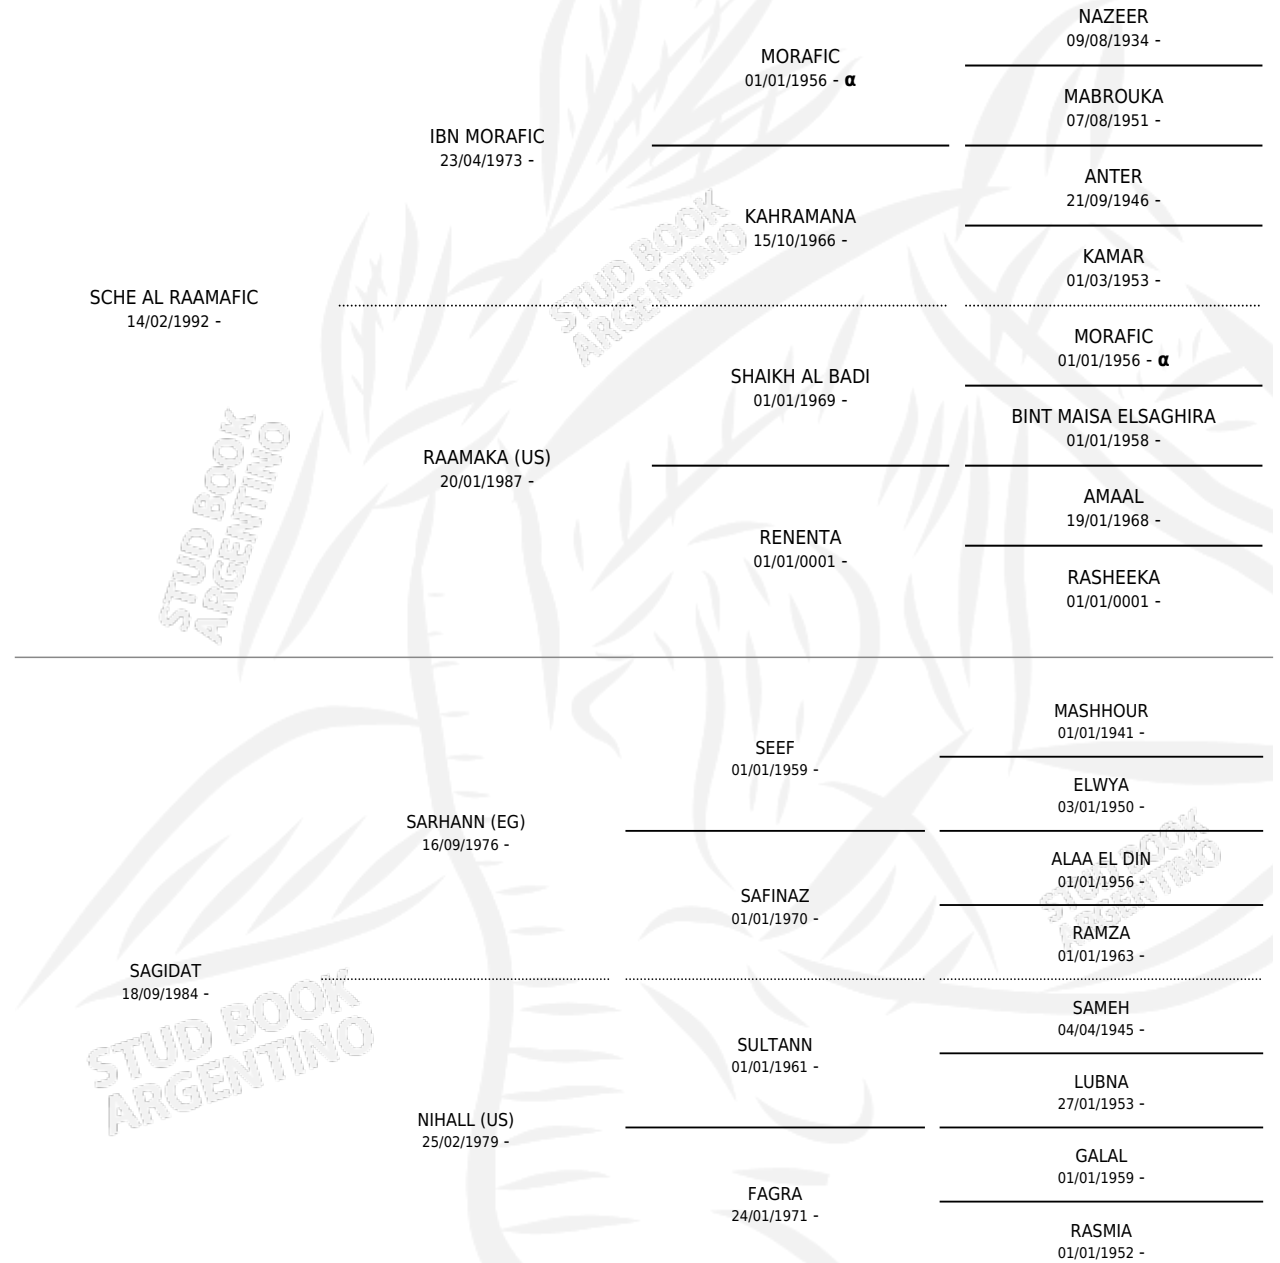 NAZEER
09/08/1934 -
MORAFIC
01/01/1956 - α
MABROUKA
07/08/1951 -
IBN MORAFIC
23/04/1973 -
ANTER
21/09/1946 -
KAHRAMANA
15/10/1966 -
KAMAR
01/03/1953 -
SCHE AL RAAMAFIC
14/02/1992 -
MORAFIC
01/01/1956 - α
SHAIKH AL BADI
01/01/1969 -
BINT MAISA ELSAGHIRA
01/01/1958 -
RAAMAKA (US)
20/01/1987 -
AMAAL
19/01/1968 -
RENENTA
01/01/0001 -
RASHEEKA
01/01/0001 -
MASHHOUR
01/01/1941 -
SEEF
01/01/1959 -
ELWYA
03/01/1950 -
SARHANN (EG)
16/09/1976 -
ALAA EL DIN
01/01/1956 -
SAFINAZ
01/01/1970 -
RAMZA
01/01/1963 -
SAGIDAT
18/09/1984 -
SAMEH
04/04/1945 -
SULTANN
01/01/1961 -
LUBNA
27/01/1953 -
NIHALL (US)
25/02/1979 -
GALAL
01/01/1959 -
FAGRA
24/01/1971 -
RASMIA
01/01/1952 -
STUD BOOK
ARGENTINO
STUD BOOK
ARGENTINO
STUD BOOK
ARGENTINO
STUD BOOK
ARGENTINO